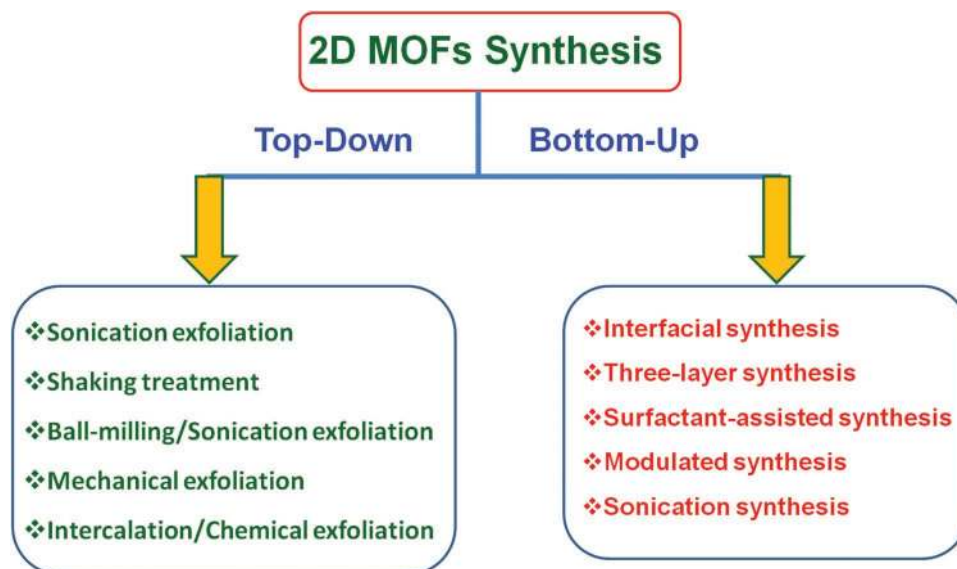 2D MOFs Synthesis
Top-Down
Bottom-Up
❖Sonication exfoliation
❖Shaking treatment
❖Ball-milling/Sonication exfoliation
❖Mechanical exfoliation
❖Intercalation/Chemical exfoliation
❖Interfacial synthesis
❖Three-layer synthesis
❖Surfactant-assisted synthesis
❖Modulated synthesis
❖Sonication synthesis